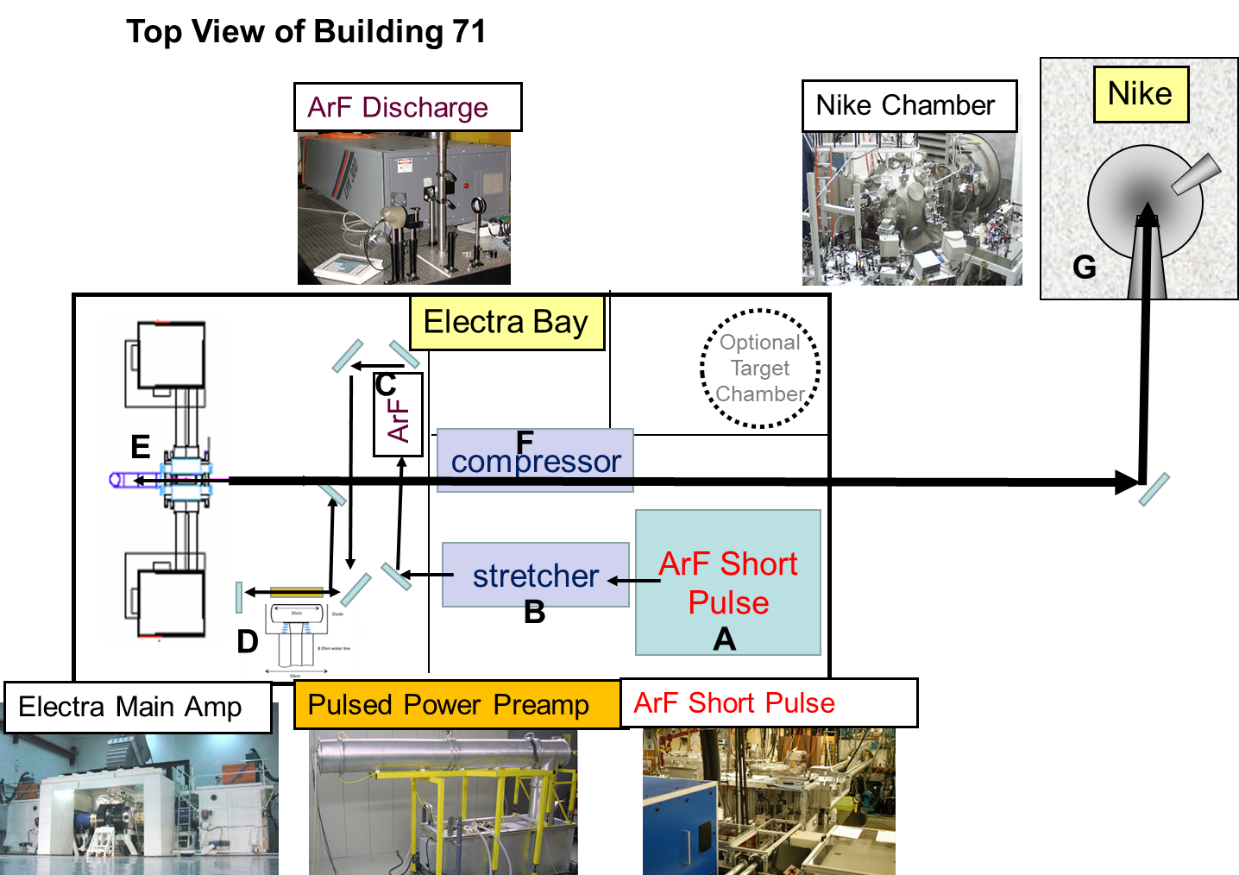 Top View of Building 71
ArF Discharge
Nike Chamber
Nike
G
Electra Bay
Optional
Target
Chamber
C
ArF
E
F
compressor
stretcher
B
ArF Short
Pulse
A
D
Electra Main Amp
Pulsed Power Preamp
ArF Short Pulse